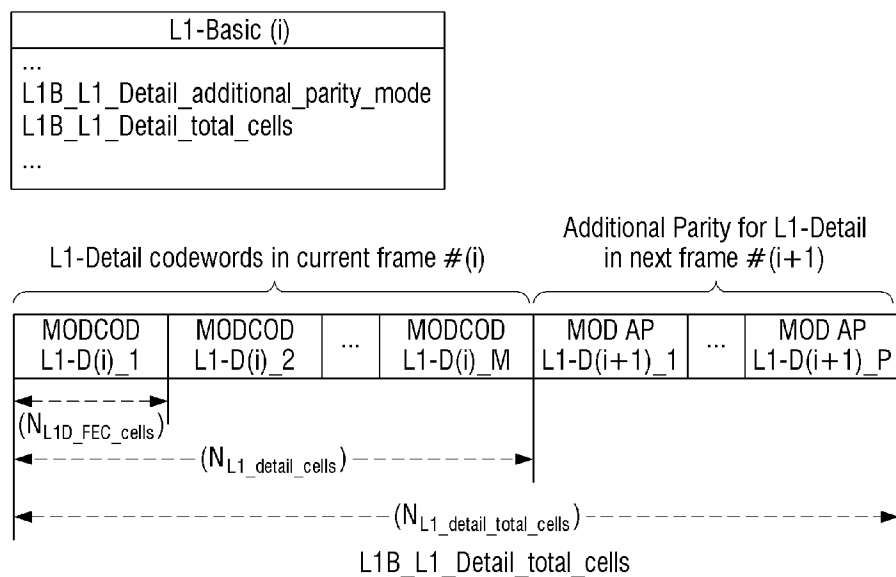 L1-Basic (i)
...
L1B_L1_Detail_additional_parity_mode
L1B_L1_Detail_total_cells
...
Additional Parity for L1-Detail
L1-Detail codewords in current frame #(i)
in next frame #(i+1)
MODCOD MODCOD ... MODCOD MOD AP ... MOD AP
L1-D(i)_1 L1-D(i)_2 L1-D(i)_M L1-D(i+1)_1 L1-D(i+1)_P
(NL1D_FEC_cells)
(NL1_detail_cells)
(NL1_detail_total_cells)
L1B_L1_Detail_total_cells